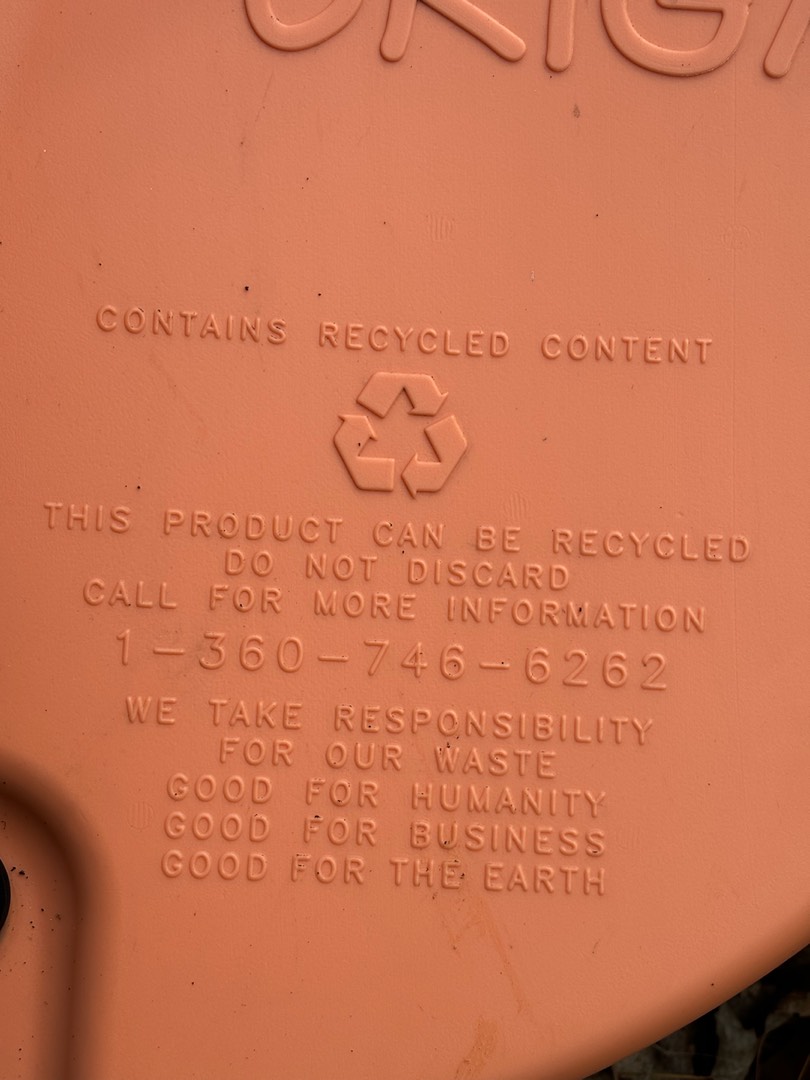 CONTAINS RECYCLED CONTENT
THIS PRODUCT CAN BE RECYCLED
DO NOT DISCARD
CALL FOR MORE INFORMATION
1-360-746-6262
WE TAKE RESPONSIBILITY
FOR OUR WASTE
GOOD FOR HUMANITY
GOOD FOR BUSINESS
GOOD FOR THE EARTH